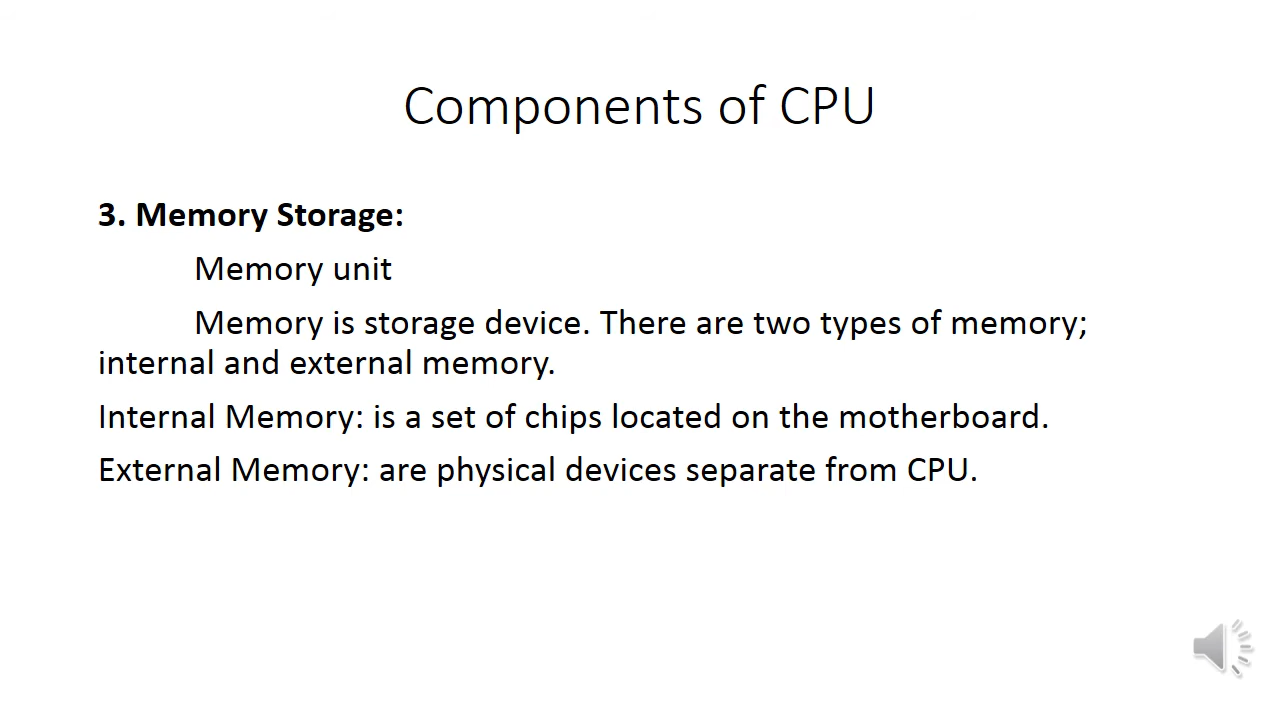 Components of CPU
3. Memory Storage:
Memory unit
Memory is storage device. There are two types of memory;
internal and external memory.
Internal Memory: is a set of chips located on the motherboard.
External Memory: are physical devices separate from CPU.